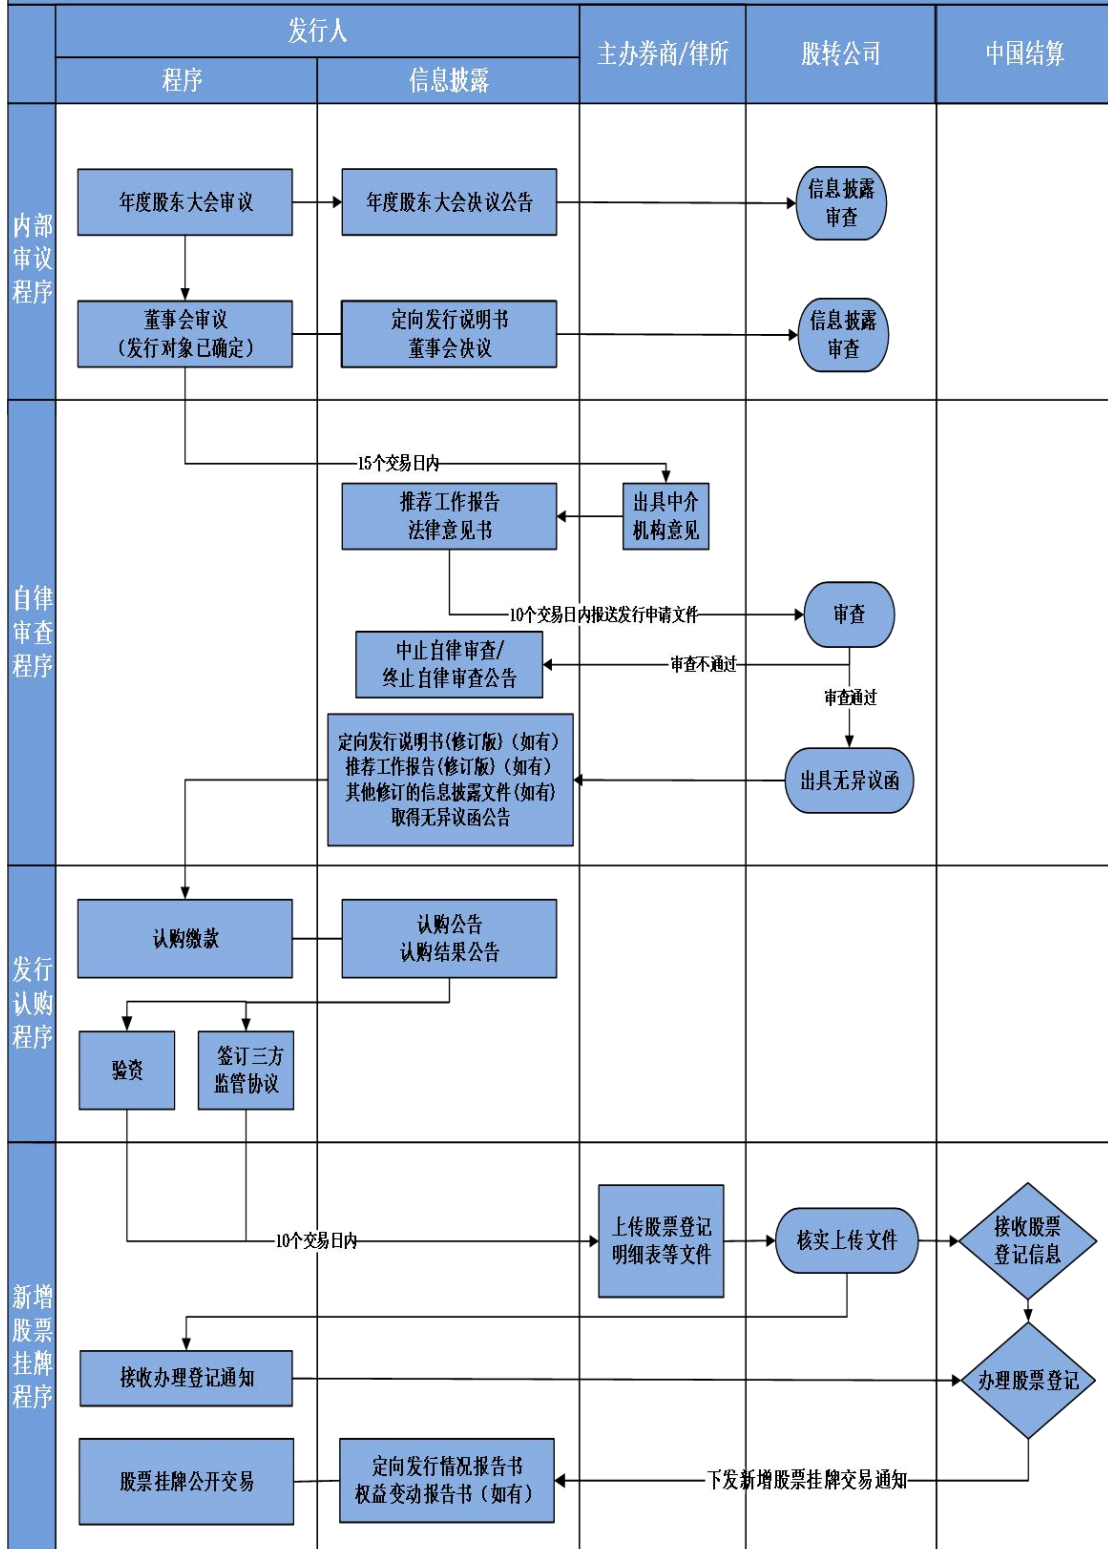 发行人
主办券商/律所
股转公司
中国结算
程序
信息披露
内部
审议
程序
年度股东大会审议
年度股东大会决议公告
信息披露
审查
董事会审议
（发行对象已确定）
定向发行说明书
董事会决议
信息披露
审查
自律
审查
程序
15个交易日内
推荐工作报告
法律意见书
出具中介
机构意见
10个交易日内报送发行申请文件
审查
中止自律审查/
终止自律审查公告
审查不通过
审查通过
定向发行说明书(修订版)（如有）
推荐工作报告(修订版)（如有）
其他修订的信息披露文件(如有)
取得无异议函公告
出具无异议函
发行
认购
程序
认购缴款
认购公告
认购结果公告
验资
签订三方
监管协议
新增
股票
挂牌
程序
10个交易日内
上传股票登记
明细表等文件
核实上传文件
接收股票
登记信息
接收办理登记通知
办理股票登记
股票挂牌公开交易
定向发行情况报告书
权益变动报告书（如有）
下发新增股票挂牌交易通知